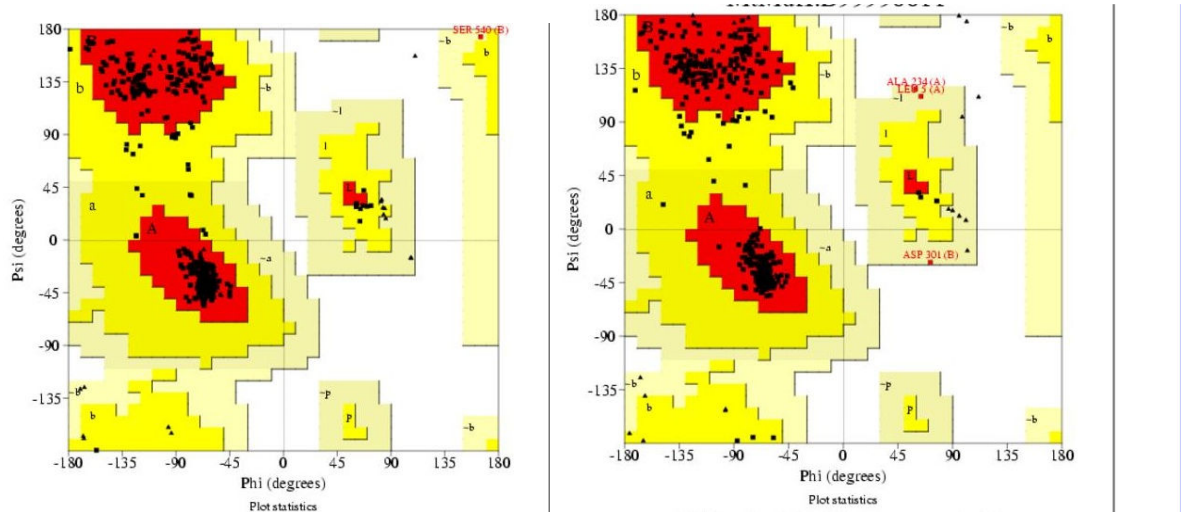 180
135
90
45
0
-45
-90
-135
Psi (degrees)
B
b
~b
a
A
~a
~b
b
~l
l
L
~p
p
SER 540 (B)
~b
b
~b
-180 -135 -90 -45 0 45 90 135 180
Phi (degrees)
Plot statistics
180
135
90
45
0
-45
-90
-135
Psi (degrees)
B
b
~b
a
A
~a
~b
b
ALA 234 (A)
~l
l
L
ASP 301 (B)
~p
p
~b
b
~b
-180 -135 -90 -45 0 45 90 135 180
Phi (degrees)
Plot statistics